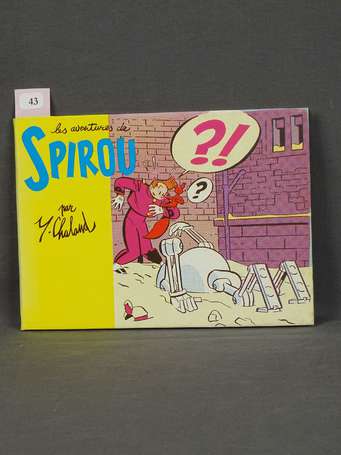 43
les aventures de
SPIROU
par
Y. Chaland
?!
?